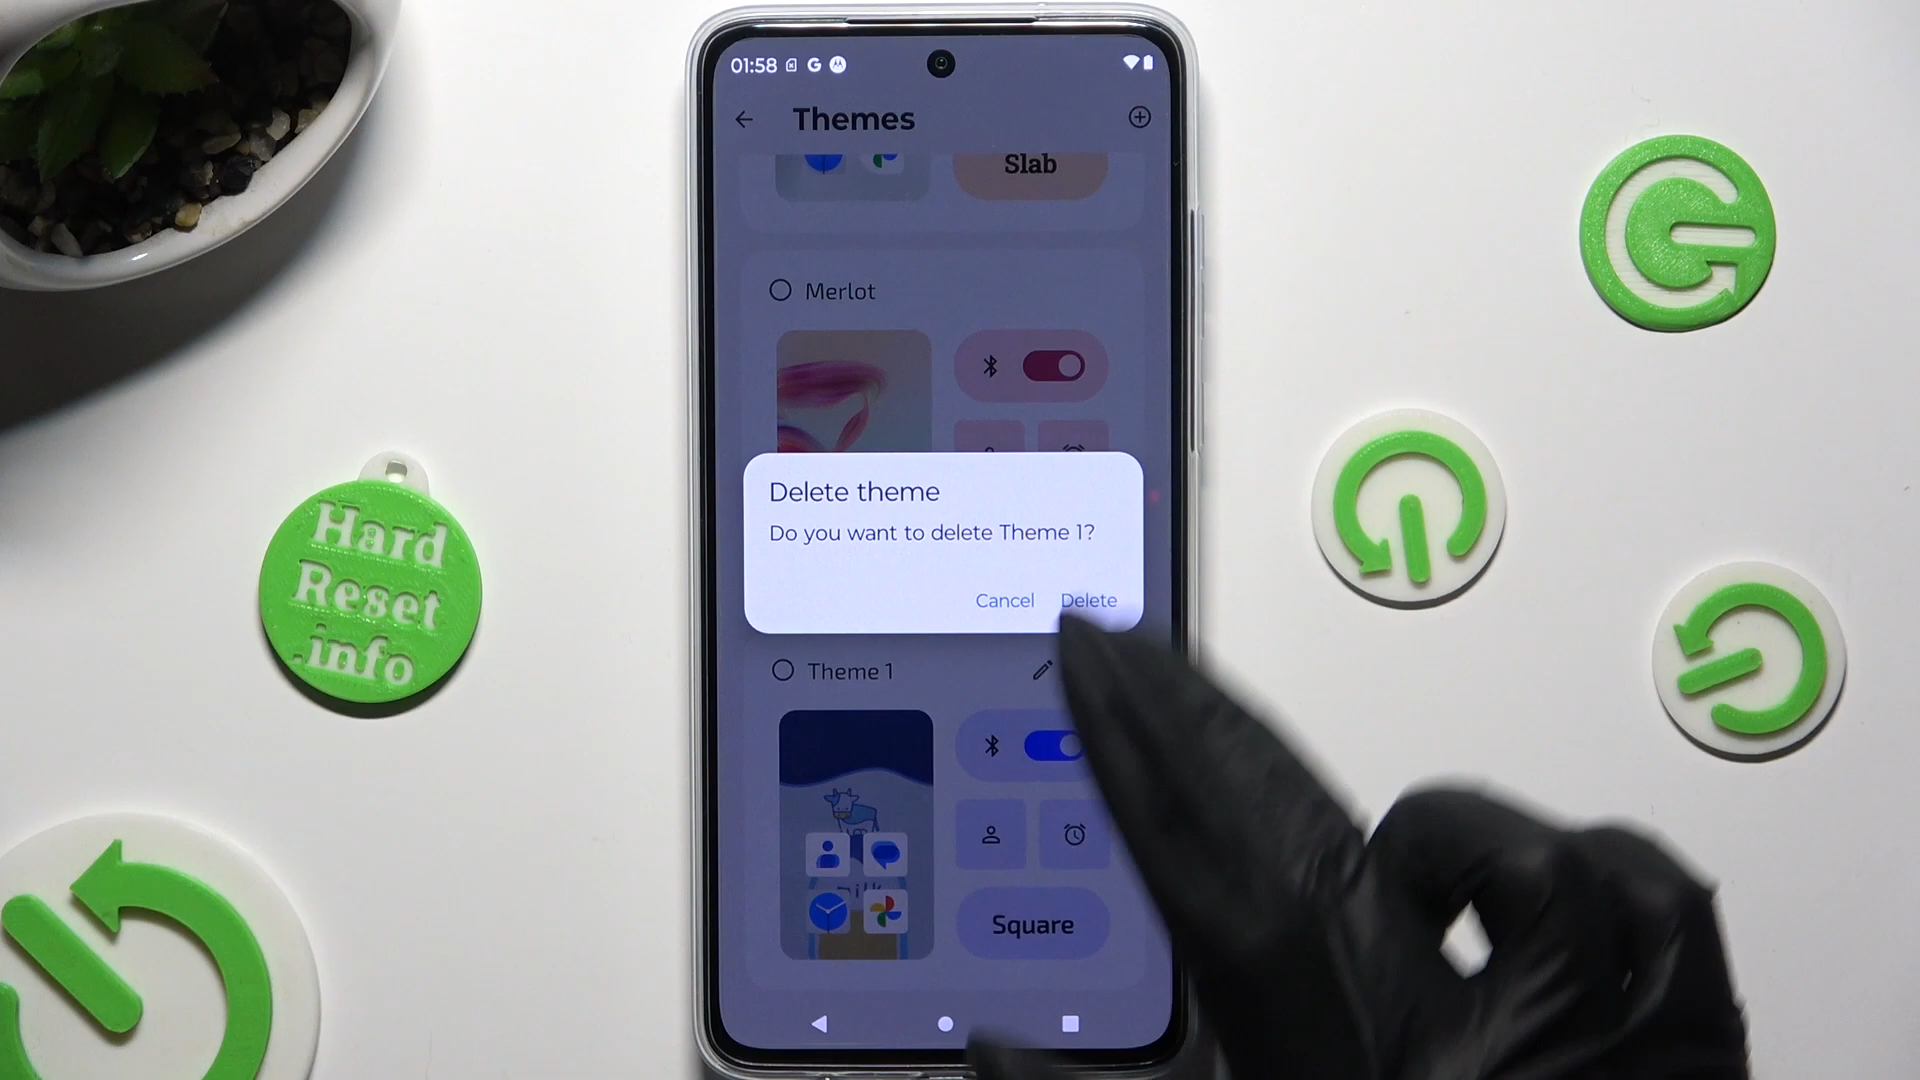 01:58
Themes
Slab
Merlot
Delete theme
Do you want to delete Theme 1?
Cancel Delete
Theme 1
Square
Hard
Reset
.info